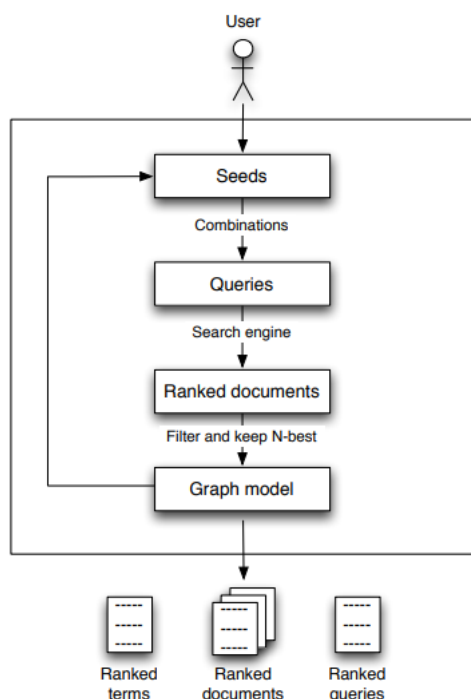 User
Seeds
Combinations
Queries
Search engine
Ranked documents
Filter and keep N-best
Graph model
Ranked
terms
Ranked
documents
Ranked
queries